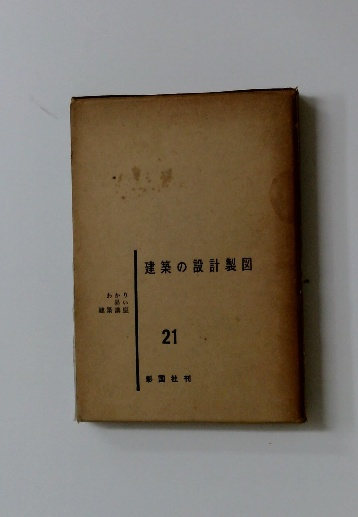 建築の設計製図
わかり
易い
建築講座
21
彰国社刊